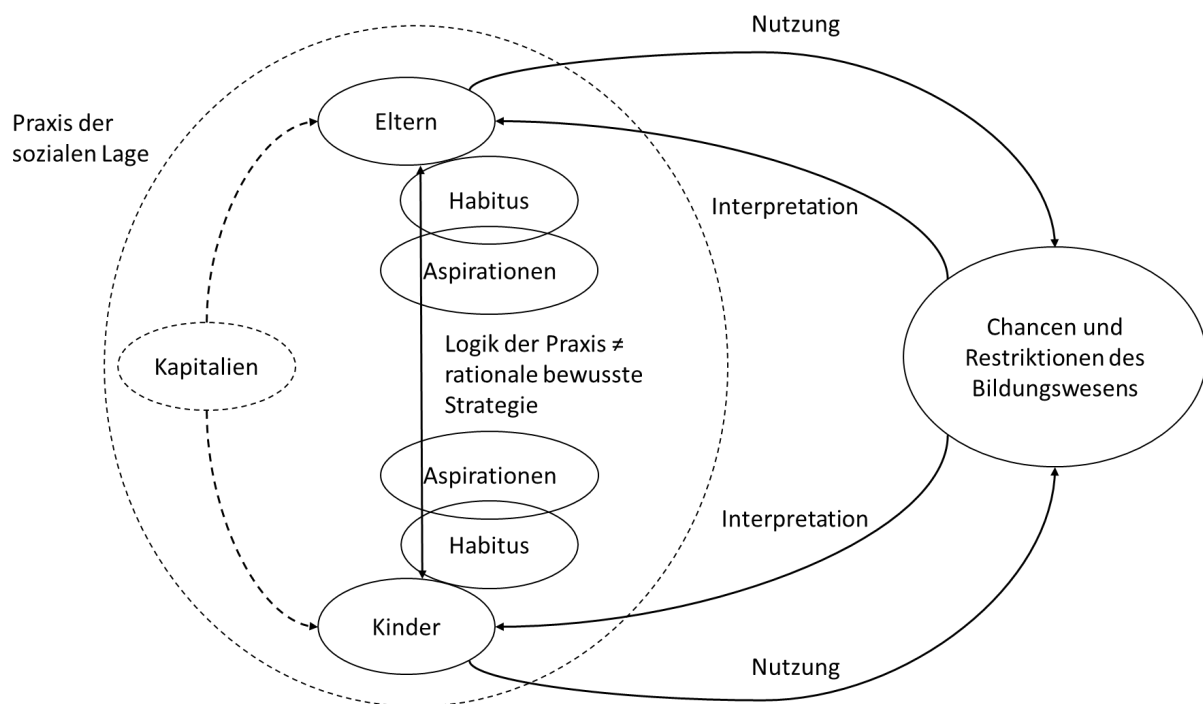 Nutzung
Praxis der
sozialen Lage
Eltern
Habitus
Interpretation
Aspirationen
Kapitalien
Logik der Praxis ≠
rationale bewusste
Strategie
Chancen und
Restriktionen des
Bildungswesens
Aspirationen
Interpretation
Habitus
Kinder
Nutzung